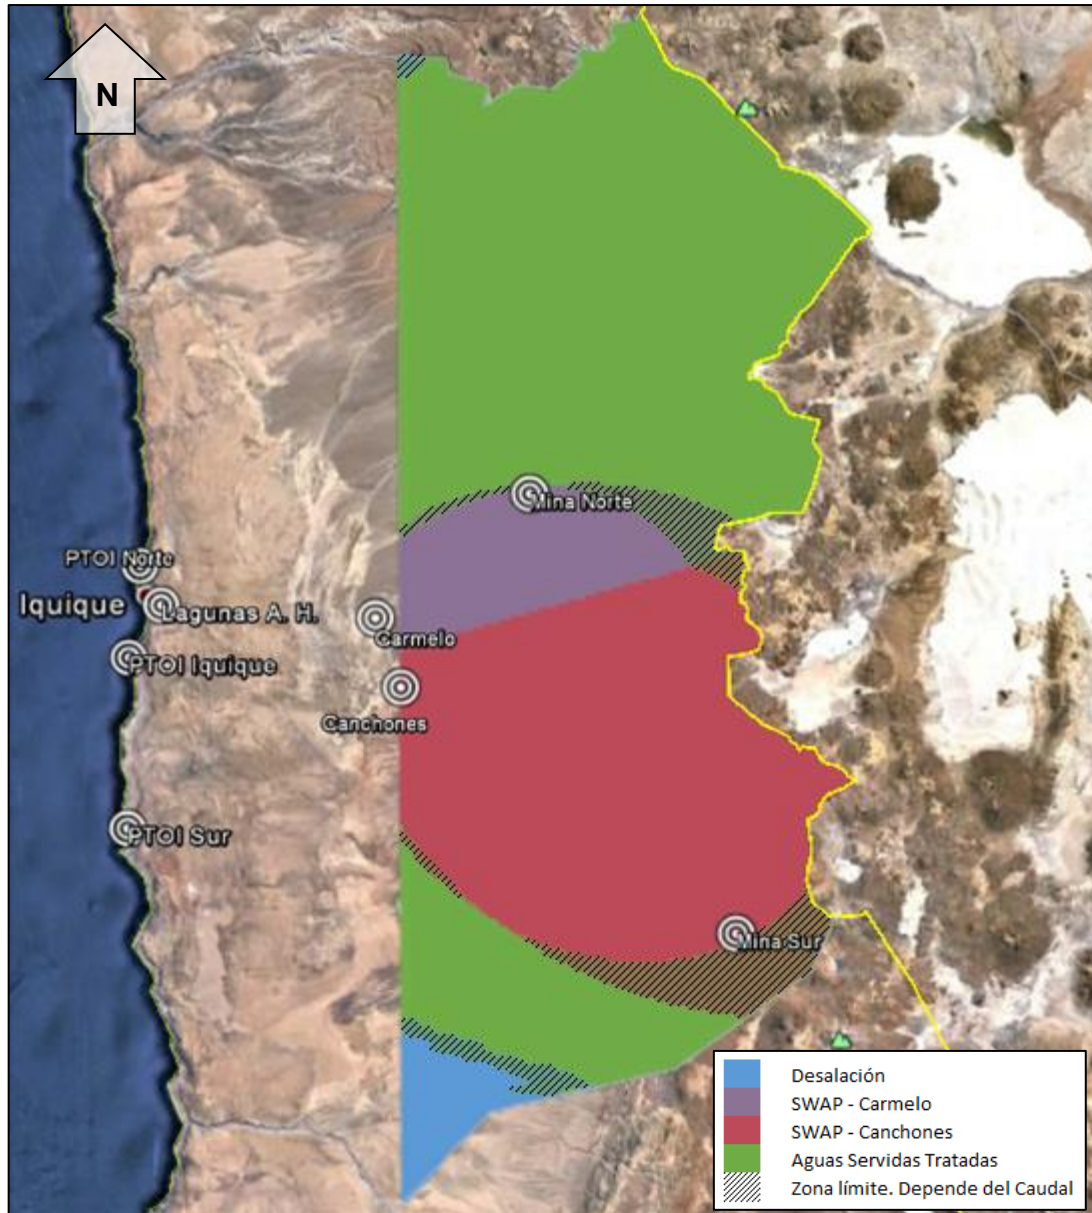 N
Mina Norte
PTOI Norte
Iquique
Lagunas A. H.
Carmelo
PTOI Iquique
Canchones
PTOI Sur
Mina Sur
Desalación
SWAP - Carmelo
SWAP - Canchones
Aguas Servidas Tratadas
Zona límite. Depende del Caudal